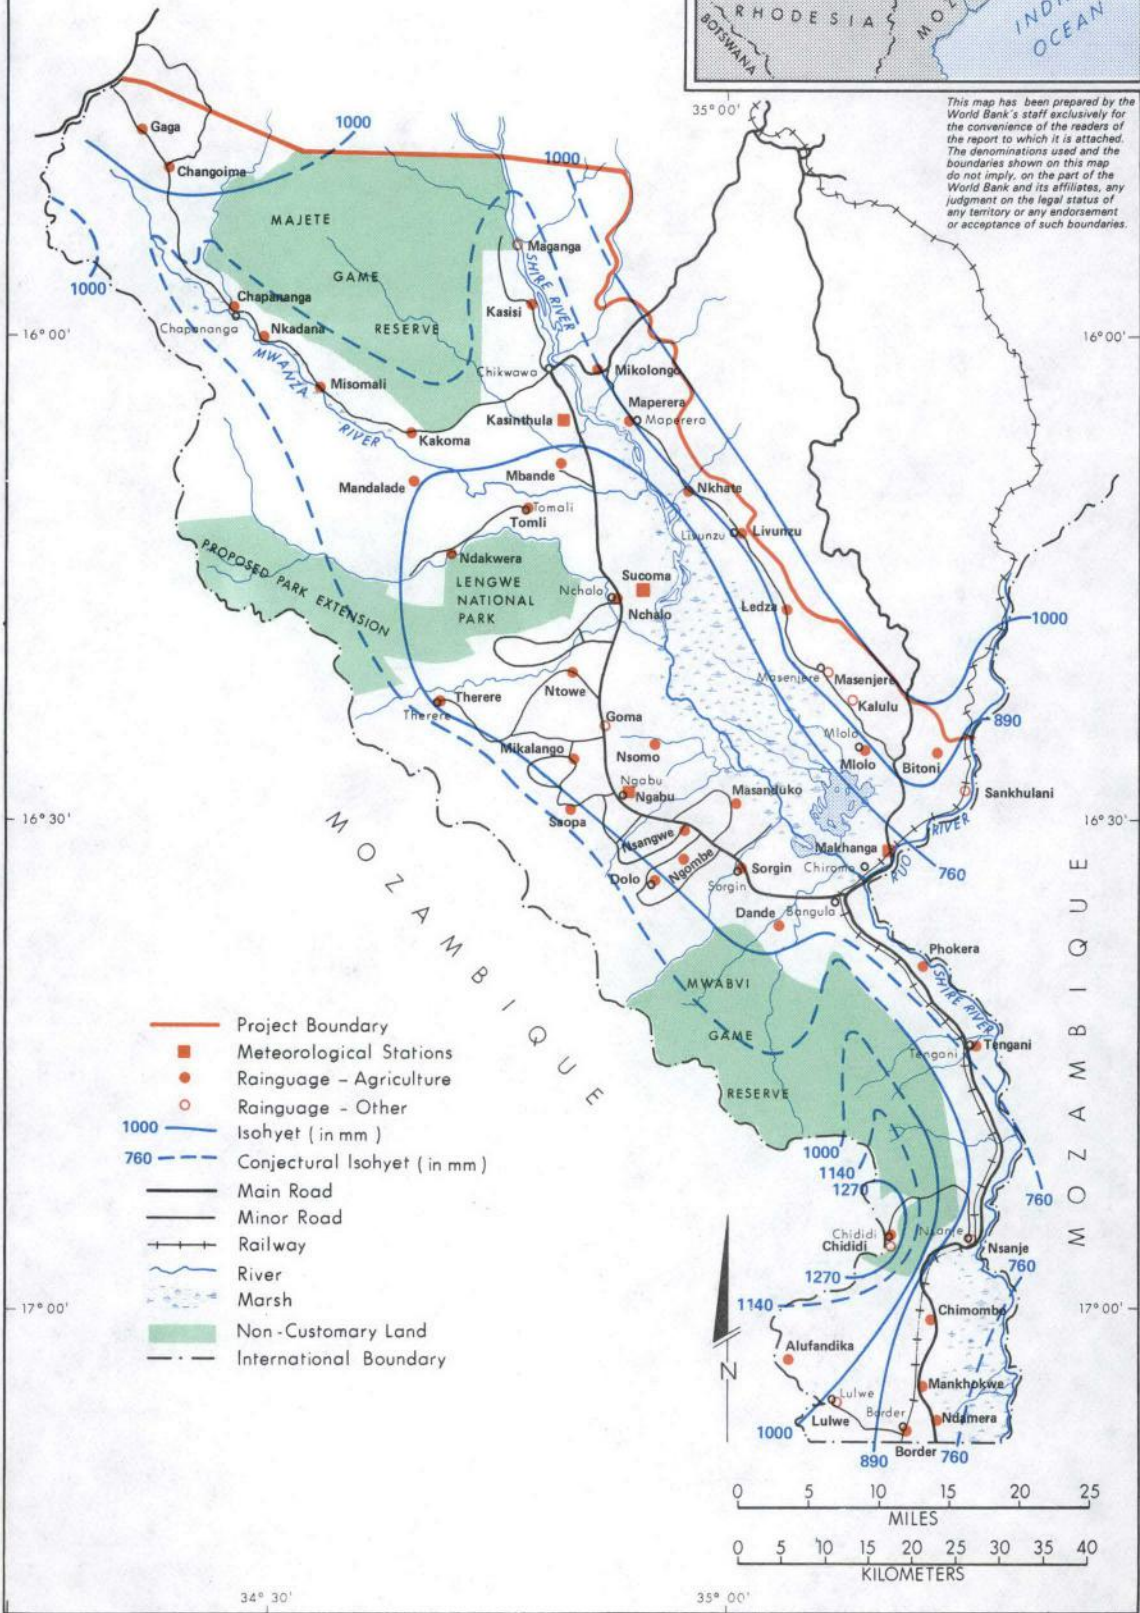 RHODESIA
BOTSWANA
MOZ
INDI
OCEAN
35° 00'
This map has been prepared by the
World Bank's staff exclusively for
the convenience of the readers of
the report to which it is attached.
The denominations used and the
boundaries shown on this map
do not imply, on the part of the
World Bank and its affiliates, any
judgment on the legal status of
any territory or any endorsement
or acceptance of such boundaries.
1000
1000
Gaga
Changoima
MAJETE
GAME
RESERVE
Maganga
SHIRE RIVER
1000
Chapananga
Chapananga
Kasisi
16° 00'
16° 00'
Nkadana
MWANZA
RIVER
Misomali
Chikwawa
Mikolongo
Maperera
Maperera
Kasinthula
Kakoma
Mbande
Mandalade
Nkhate
Tomali
Tomli
Livunzu
Livunzu
PROPOSED PARK EXTENSION
Ndakwera
LENGWE
NATIONAL
PARK
Sucoma
Nchalo
Nchalo
Ledza
1000
Masenjere
Masenjere
Ntowe
Kalulu
Therere
Therere
Goma
890
Mlolo
Mlolo
Bitoni
Mikalango
Nsomo
Ngabu
Ngabu
Masanduko
Sankhulani
Saopa
16° 30'
16° 30'
Nsangwe
Makhanga
RUO RIVER
Ngombe
Dolo
Sorgin
Sorgin
Chiromo
760
MOZAMBIQUE
Dande
Bangula
Phokera
SHIRE RIVER
MWABVI
GAME
RESERVE
Tengani
Tengani
MOZAMBIQUE
Project Boundary
Meteorological Stations
Rainguage - Agriculture
Rainguage - Other
1000
Isohyet (in mm)
760
Conjectural Isohyet (in mm)
Main Road
Minor Road
Railway
River
Marsh
Non-Customary Land
International Boundary
1000
1140
1270
760
Chididi
Chididi
Nsanje
Nsanje
760
1270
1140
17° 00'
17° 00'
Chimombo
Alufandika
N
Mankhokwe
Lulwe
Lulwe
Border
Ndamera
1000
Border
890
760
0 5 10 15 20 25
MILES
0 5 10 15 20 25 30 35 40
KILOMETERS
34° 30'
35° 00'